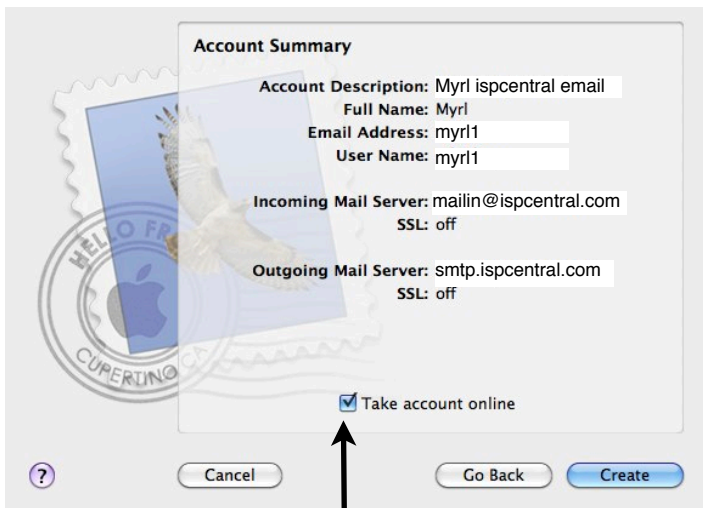 Account Summary
Account Description: Myrl ispcentral email
Full Name: Myrl
Email Address: myrl1
User Name: myrl1
Incoming Mail Server: mailin@ispcentral.com
SSL: off
Outgoing Mail Server: smtp.ispcentral.com
SSL: off
HELLO FR
CUPERTINO CA
Take account online
?
Cancel
Go Back
Create